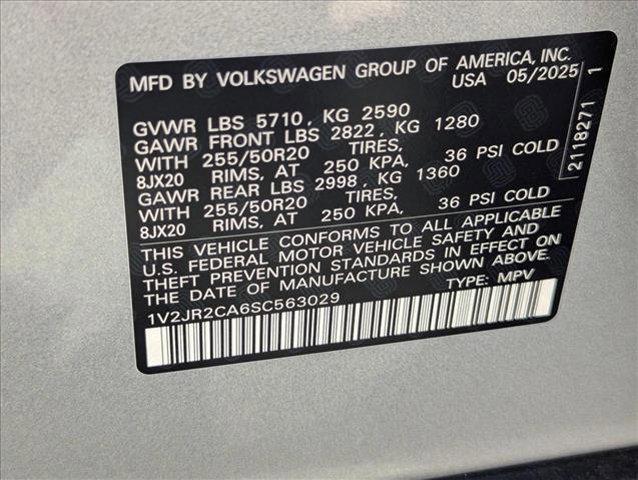 MFD BY VOLKSWAGEN GROUP OF AMERICA, INC.
USA 05/2025
GVWR LBS 5710, KG 2590
GAWR FRONT LBS 2822, KG 1280
WITH 255/50R20 TIRES,
8JX20 RIMS, AT 250 KPA, 36 PSI COLD
GAWR REAR LBS 2998, KG 1360
WITH 255/50R20 TIRES,
8JX20 RIMS, AT 250 KPA, 36 PSI COLD
THIS VEHICLE CONFORMS TO ALL APPLICABLE
U.S. FEDERAL MOTOR VEHICLE SAFETY AND
THEFT PREVENTION STANDARDS IN EFFECT ON
THE DATE OF MANUFACTURE SHOWN ABOVE.
TYPE: MPV
1V2JR2CA6SC563029
2118271 1